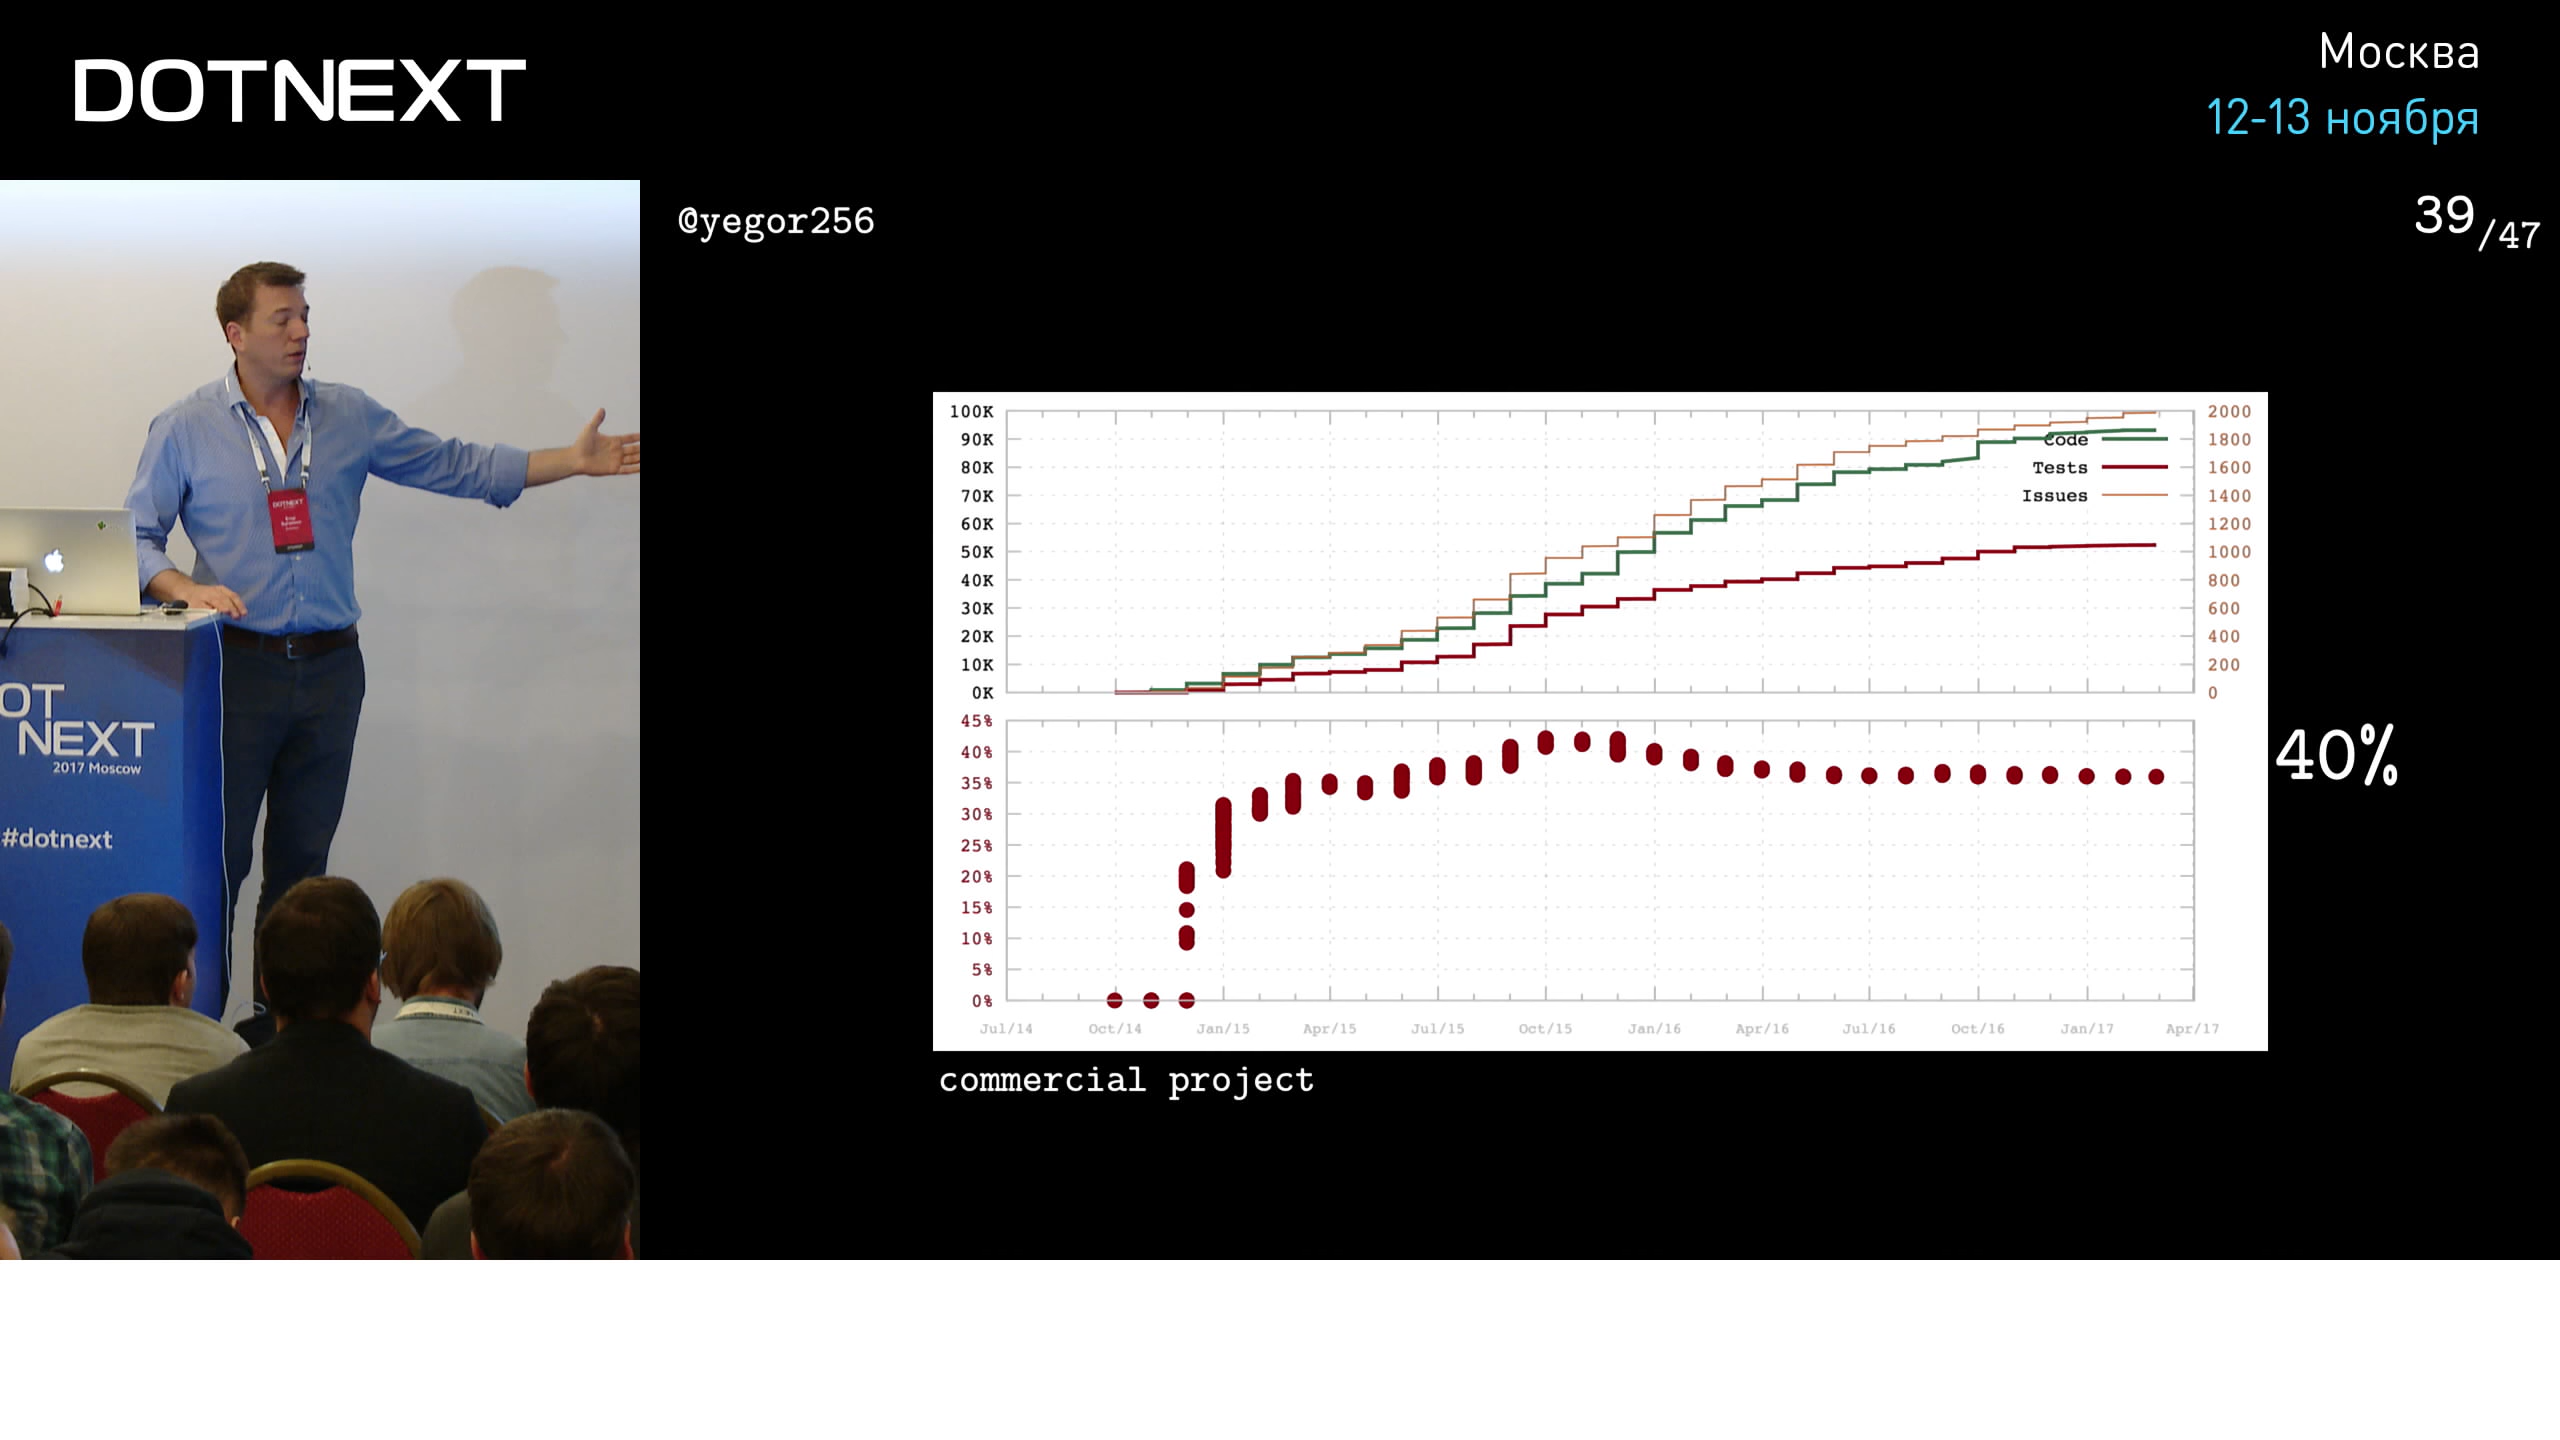 DOTNEXT
Москва
12-13 ноября
@yegor256
39/47
100K
90K
80K
70K
60K
50K
40K
30K
20K
10K
0K
2000
1800
1600
1400
1200
1000
800
600
400
200
0
Code
Tests
Issues
45%
40%
35%
30%
25%
20%
15%
10%
5%
0%
Jul/14 Oct/14 Jan/15 Apr/15 Jul/15 Oct/15 Jan/16 Apr/16 Jul/16 Oct/16 Jan/17 Apr/17
40%
commercial project
DOTNEXT
OT
NEXT
2017 Moscow
#dotnext